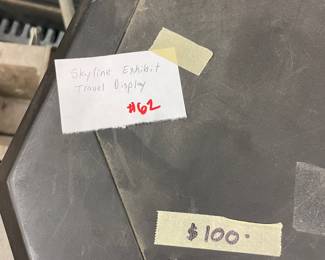 Skyline Exhibit
Travel Display
#62
$100.